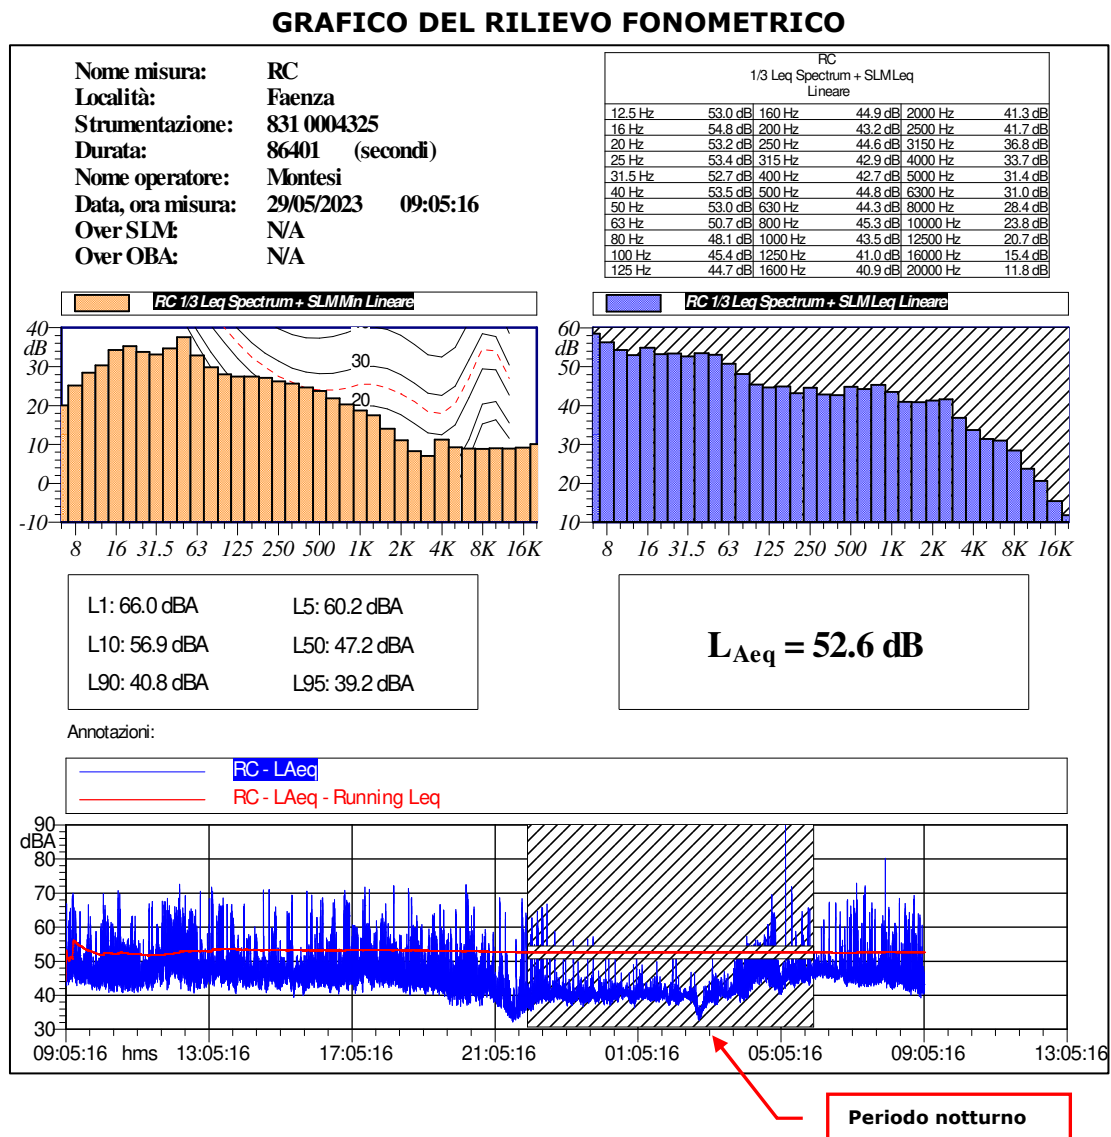 GRAFICO DEL RILIEVO FONOMETRICO
Nome misura: RC
Località: Faenza
Strumentazione: 831 0004325
Durata: 86401 (secondi)
Nome operatore: Montesi
Data, ora misura: 29/05/2023 09:05:16
Over SLM: N/A
Over OBA: N/A
RC
1/3 Leq Spectrum + SLM Leq
Lineare
12.5 Hz 53.0 dB 160 Hz 44.9 dB 2000 Hz 41.3 dB
16 Hz 54.8 dB 200 Hz 43.2 dB 2500 Hz 41.7 dB
20 Hz 53.2 dB 250 Hz 44.6 dB 3150 Hz 36.8 dB
25 Hz 53.4 dB 315 Hz 42.9 dB 4000 Hz 33.7 dB
31.5 Hz 52.7 dB 400 Hz 42.7 dB 5000 Hz 31.4 dB
40 Hz 53.5 dB 500 Hz 44.8 dB 6300 Hz 31.0 dB
50 Hz 53.0 dB 630 Hz 44.3 dB 8000 Hz 28.4 dB
63 Hz 50.7 dB 800 Hz 45.3 dB 10000 Hz 23.8 dB
80 Hz 48.1 dB 1000 Hz 43.5 dB 12500 Hz 20.7 dB
100 Hz 45.4 dB 1250 Hz 41.0 dB 16000 Hz 15.4 dB
125 Hz 44.7 dB 1600 Hz 40.9 dB 20000 Hz 11.8 dB
RC 1/3 Leq Spectrum + SLM Min Lineare
40
dB
30
20
10
0
-10
30
20
8 16 31.5 63 125 250 500 1K 2K 4K 8K 16K
RC 1/3 Leq Spectrum + SLM Leq Lineare
60
dB
50
40
30
20
10
8 16 31.5 63 125 250 500 1K 2K 4K 8K 16K
L1: 66.0 dBA L5: 60.2 dBA
L10: 56.9 dBA L50: 47.2 dBA
L90: 40.8 dBA L95: 39.2 dBA
LAeq = 52.6 dB
Annotazioni:
RC - LAeq
RC - LAeq - Running Leq
90
dBA
80
70
60
50
40
30
09:05:16 hms 13:05:16 17:05:16 21:05:16 01:05:16 05:05:16 09:05:16 13:05:16
Periodo notturno